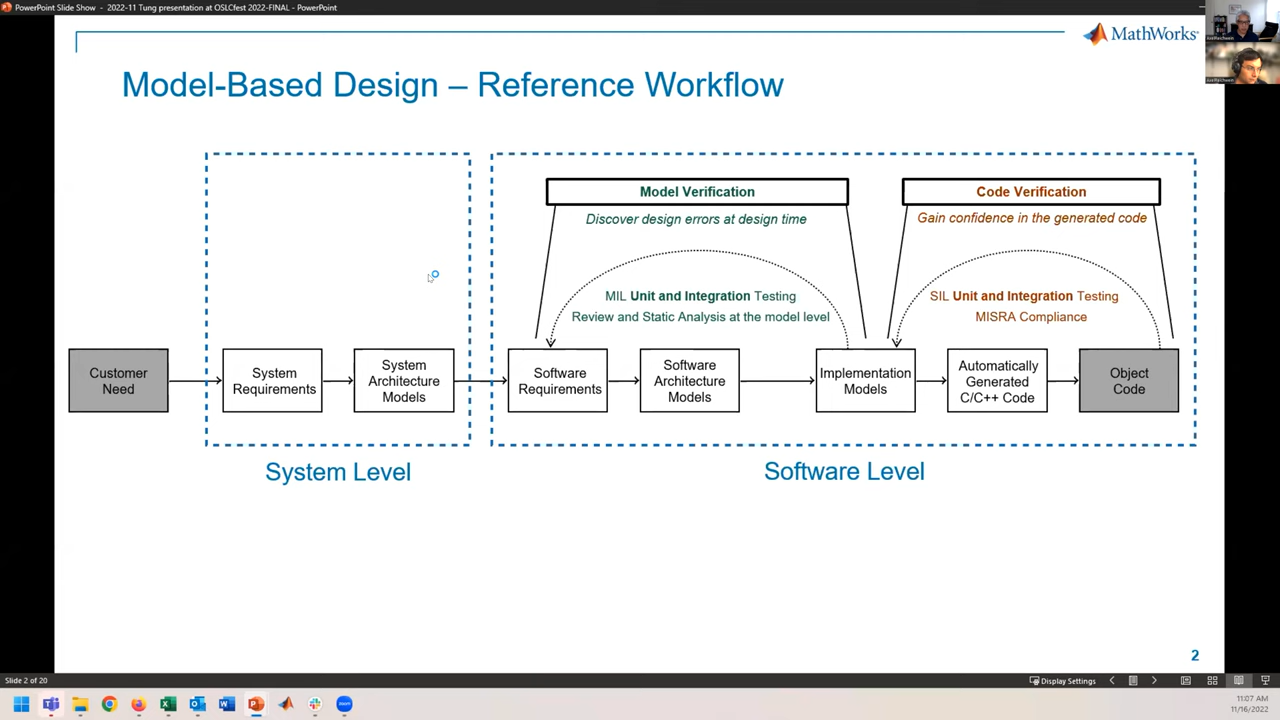 PowerPoint Slide Show - 2022-11 Tung presentation at OSLCfest 2022-FINAL - PowerPoint
MathWorks
Model-Based Design – Reference Workflow
Model Verification
Discover design errors at design time
Code Verification
Gain confidence in the generated code
MIL Unit and Integration Testing
Review and Static Analysis at the model level
SIL Unit and Integration Testing
MISRA Compliance
Customer
Need
System
Requirements
System
Architecture
Models
Software
Requirements
Software
Architecture
Models
Implementation
Models
Automatically
Generated
C/C++ Code
Object
Code
System Level
Software Level
2
Slide 2 of 20
Display Settings
11:07 AM
11/16/2022